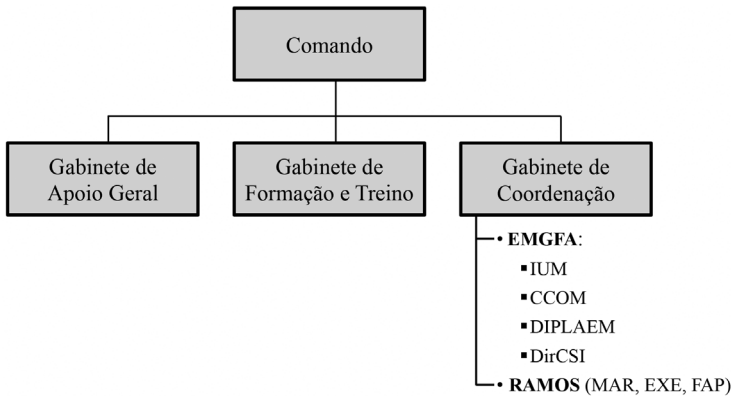 Comando
Gabinete de
Apoio Geral
Gabinete de
Formação e Treino
Gabinete de
Coordenação
• EMGFA:
▪ IUM
▪ CCOM
▪ DIPLAEM
▪ DirCSI
• RAMOS (MAR, EXE, FAP)